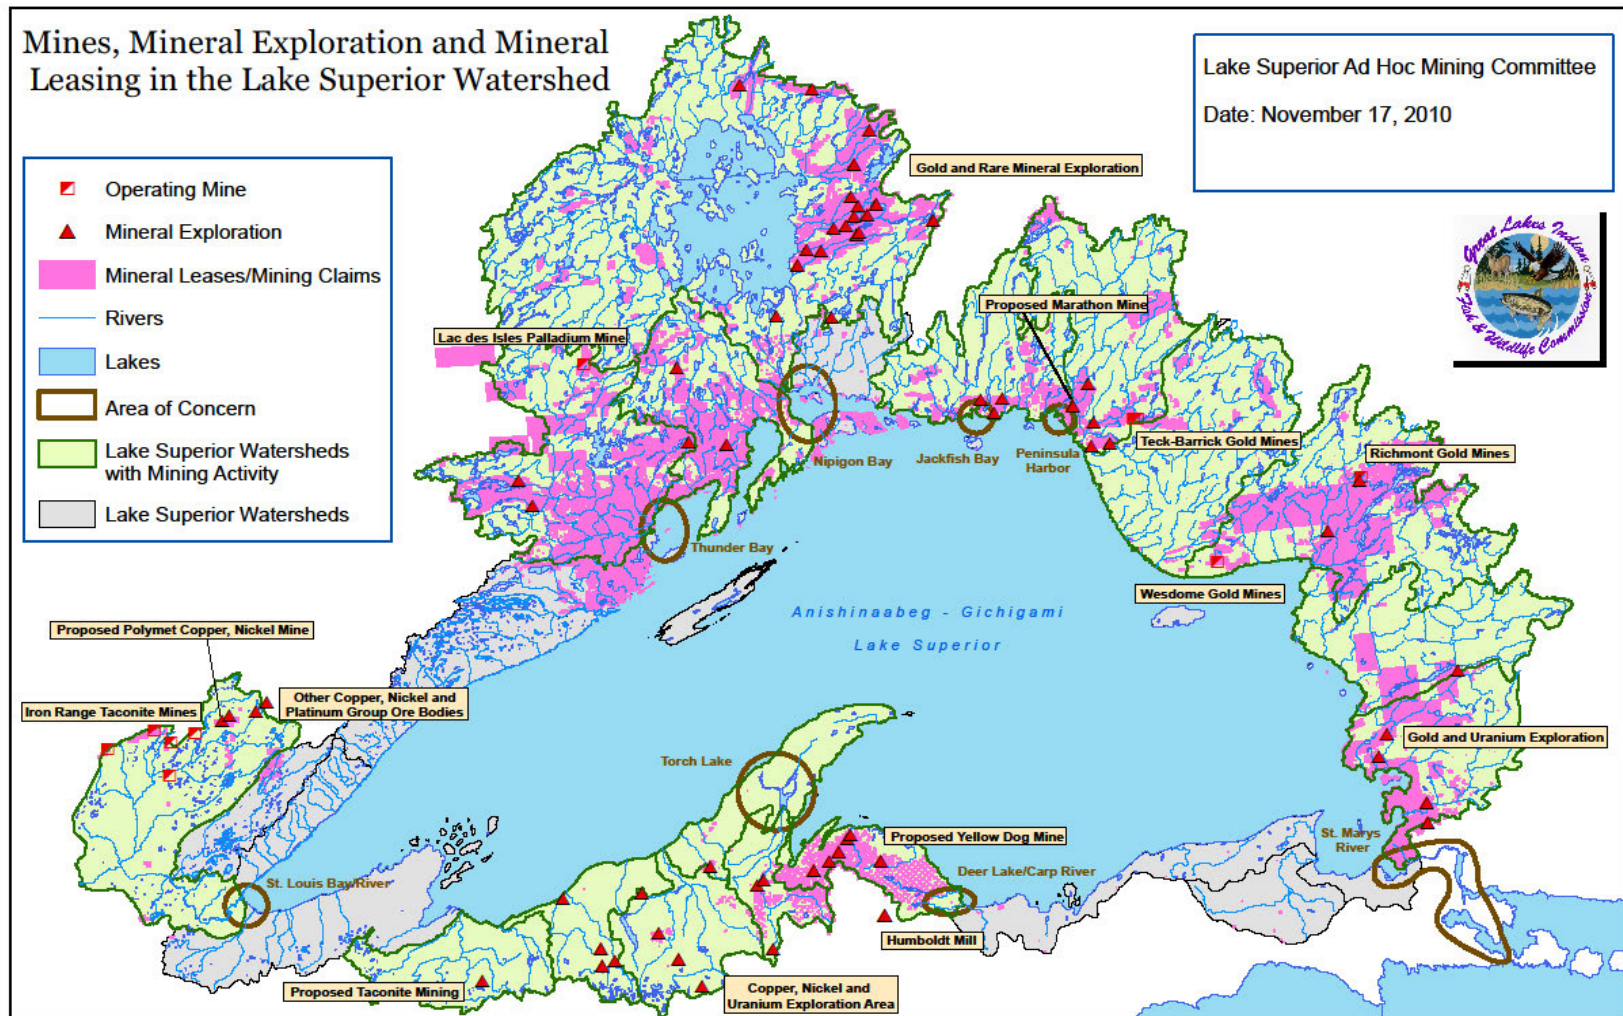 Mines, Mineral Exploration and Mineral
Leasing in the Lake Superior Watershed
Lake Superior Ad Hoc Mining Committee
Date: November 17, 2010
Great Lakes Indian
Fish & Wildlife Commission
Operating Mine
Mineral Exploration
Mineral Leases/Mining Claims
Rivers
Lakes
Area of Concern
Lake Superior Watersheds
with Mining Activity
Lake Superior Watersheds
Gold and Rare Mineral Exploration
Proposed Marathon Mine
Lac des Isles Palladium Mine
Teck-Barrick Gold Mines
Richmont Gold Mines
Nipigon Bay
Jackfish Bay
Peninsula
Harbor
Thunder Bay
Wesdome Gold Mines
Anishinaabeg - Gichigami
Lake Superior
Proposed Polymet Copper, Nickel Mine
Other Copper, Nickel and
Platinum Group Ore Bodies
Iron Range Taconite Mines
Gold and Uranium Exploration
Torch Lake
Proposed Yellow Dog Mine
St. Marys
River
Deer Lake/Carp River
St. Louis Bay/River
Humboldt Mill
Proposed Taconite Mining
Copper, Nickel and
Uranium Exploration Area